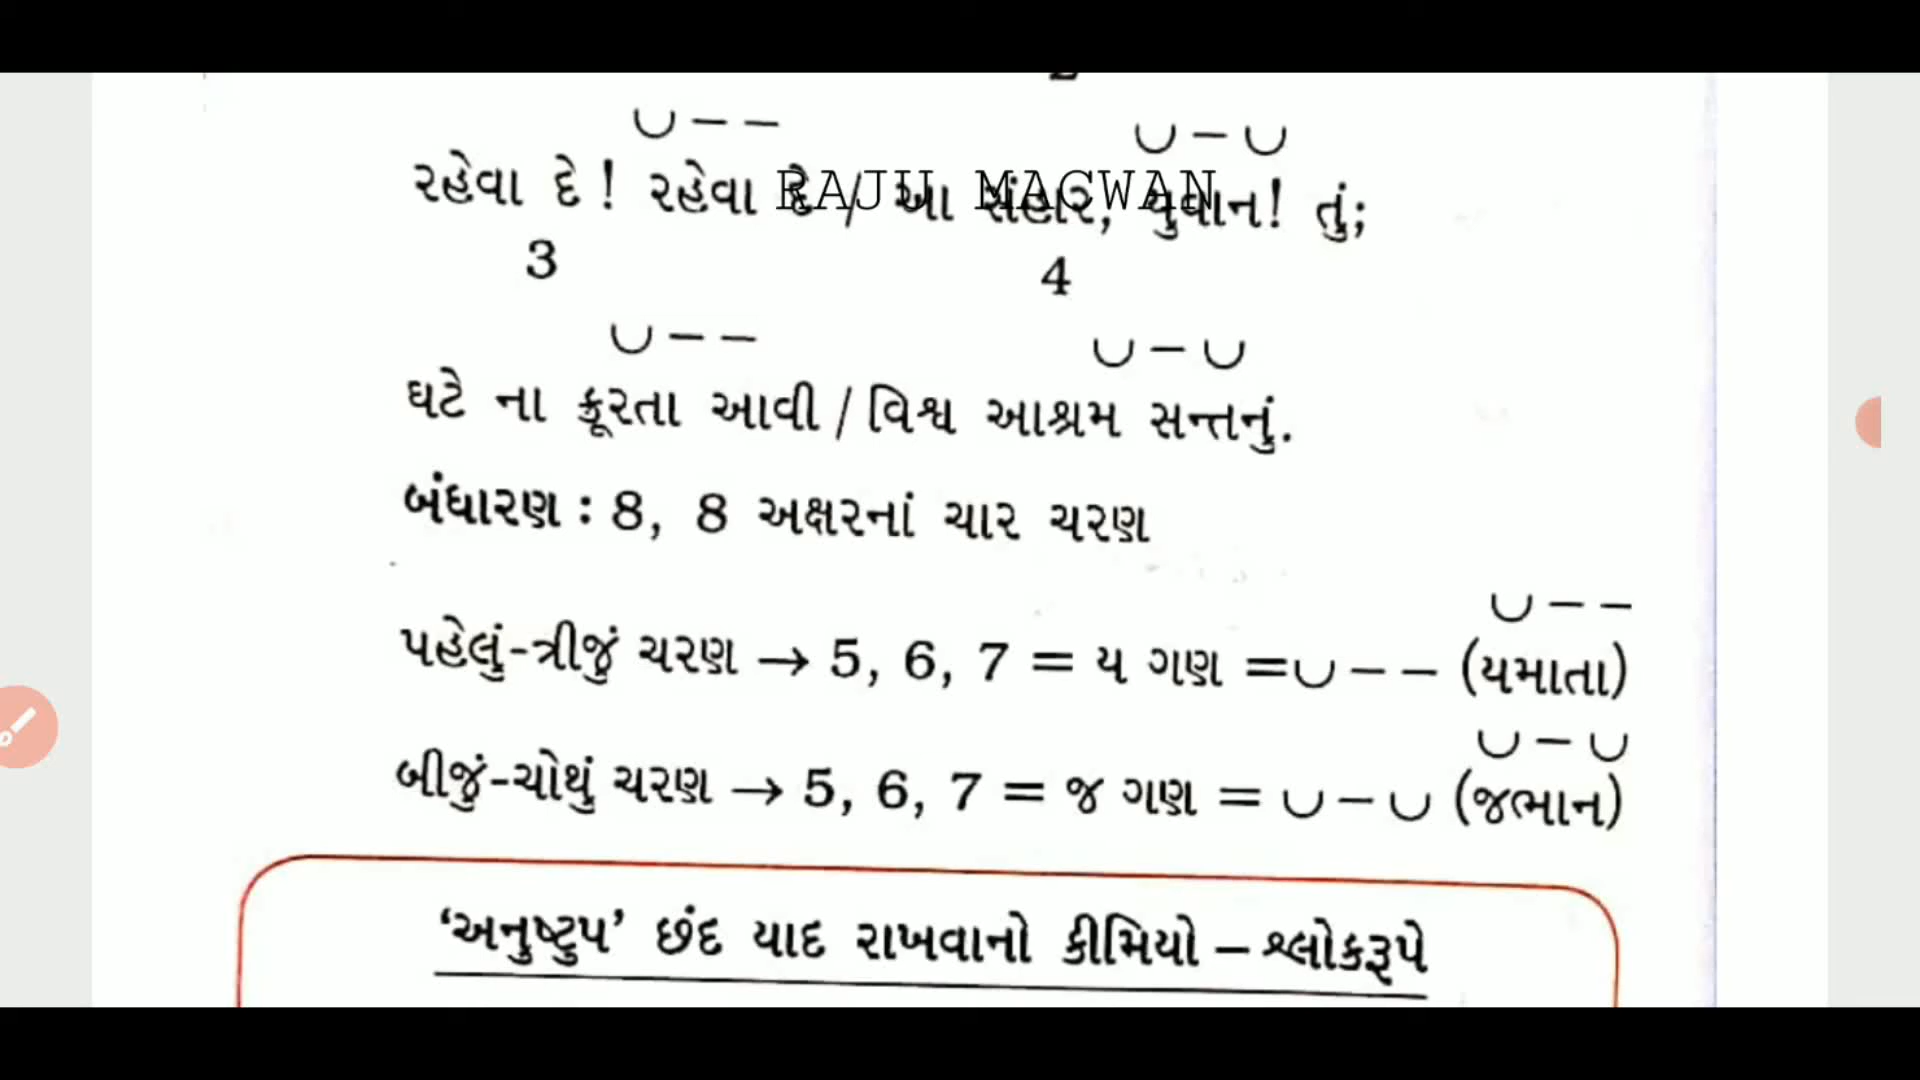 ∪ – – ∪ – ∪
રહેવા દે ! રહેવા દે / આ સંહાર, યુવાન! તું;
RAJU MACWAN
3 4
∪ – – ∪ – ∪
ઘટે ના ક્રૂરતા આવી / વિશ્વ આશ્રમ સન્તનું.
બંધારણ : 8, 8 અક્ષરનાં ચાર ચરણ
∪ – –
પહેલું-ત્રીજું ચરણ → 5, 6, 7 = ય ગણ = ∪ – – (યમાતા)
∪ – ∪
બીજું-ચોથું ચરણ → 5, 6, 7 = જ ગણ = ∪ – ∪ (જભાન)
‘અનુષ્ટુપ’ છંદ યાદ રાખવાનો કીમિયો – શ્લોકરૂપે